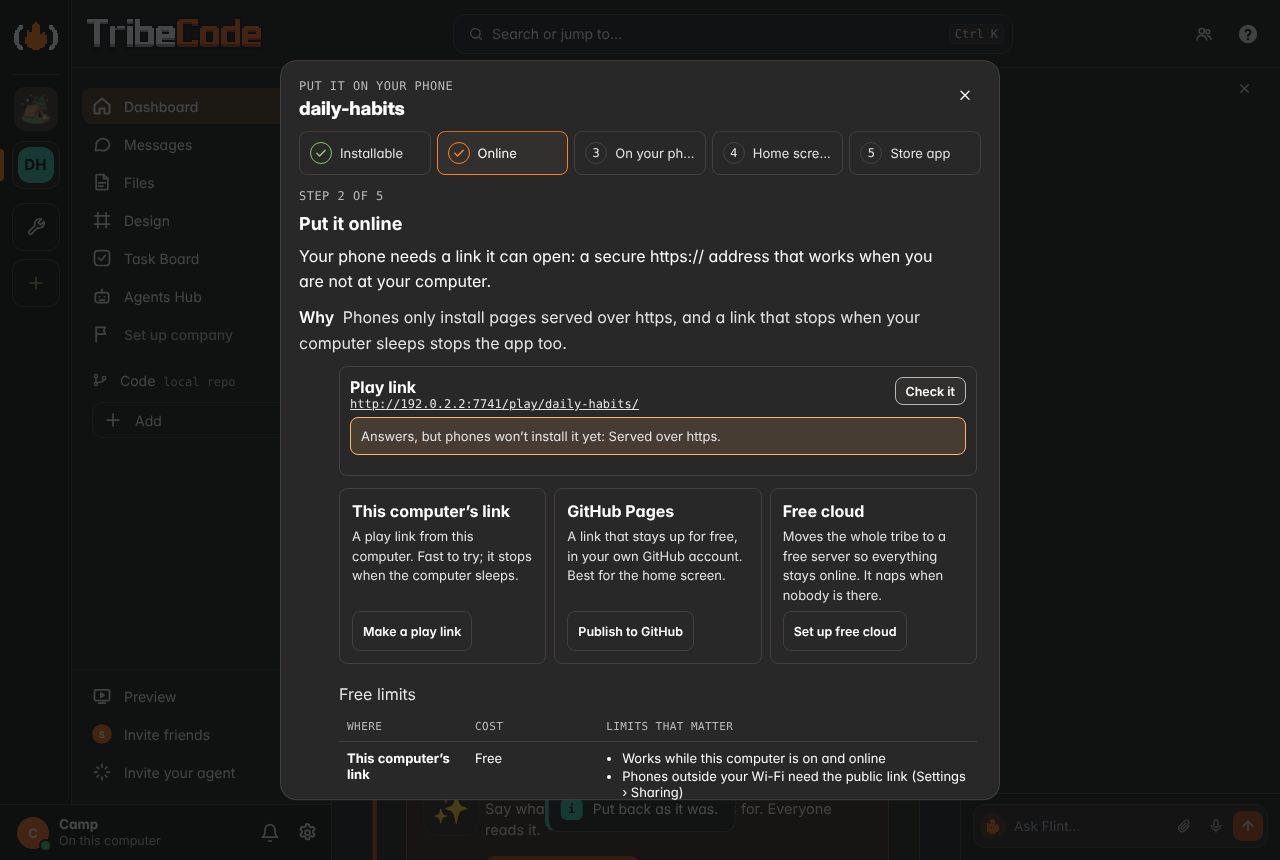 TribeCode
Search or jump to...
Ctrl K
DH
Dashboard
Messages
Files
Design
Task Board
Agents Hub
Set up company
Code local repo
Add
Preview
S
Invite friends
Invite your agent
C
Camp
On this computer
PUT IT ON YOUR PHONE
daily-habits
Installable
Online
3 On your ph...
4 Home scre...
5 Store app
STEP 2 OF 5
Put it online
Your phone needs a link it can open: a secure https:// address that works when you
are not at your computer.
Why Phones only install pages served over https, and a link that stops when your
computer sleeps stops the app too.
Play link
http://192.0.2.2:7741/play/daily-habits/
Check it
Answers, but phones won’t install it yet: Served over https.
This computer’s link
A play link from this
computer. Fast to try; it stops
when the computer sleeps.
Make a play link
GitHub Pages
A link that stays up for free,
in your own GitHub account.
Best for the home screen.
Publish to GitHub
Free cloud
Moves the whole tribe to a
free server so everything
stays online. It naps when
nobody is there.
Set up free cloud
Free limits
WHERE COST LIMITS THAT MATTER
This computer’s
link
Free
• Works while this computer is on and online
• Phones outside your Wi-Fi need the public link (Settings
› Sharing)
Say wha
i Put back as it was.
for. Everyone
reads it.
Ask Flint...